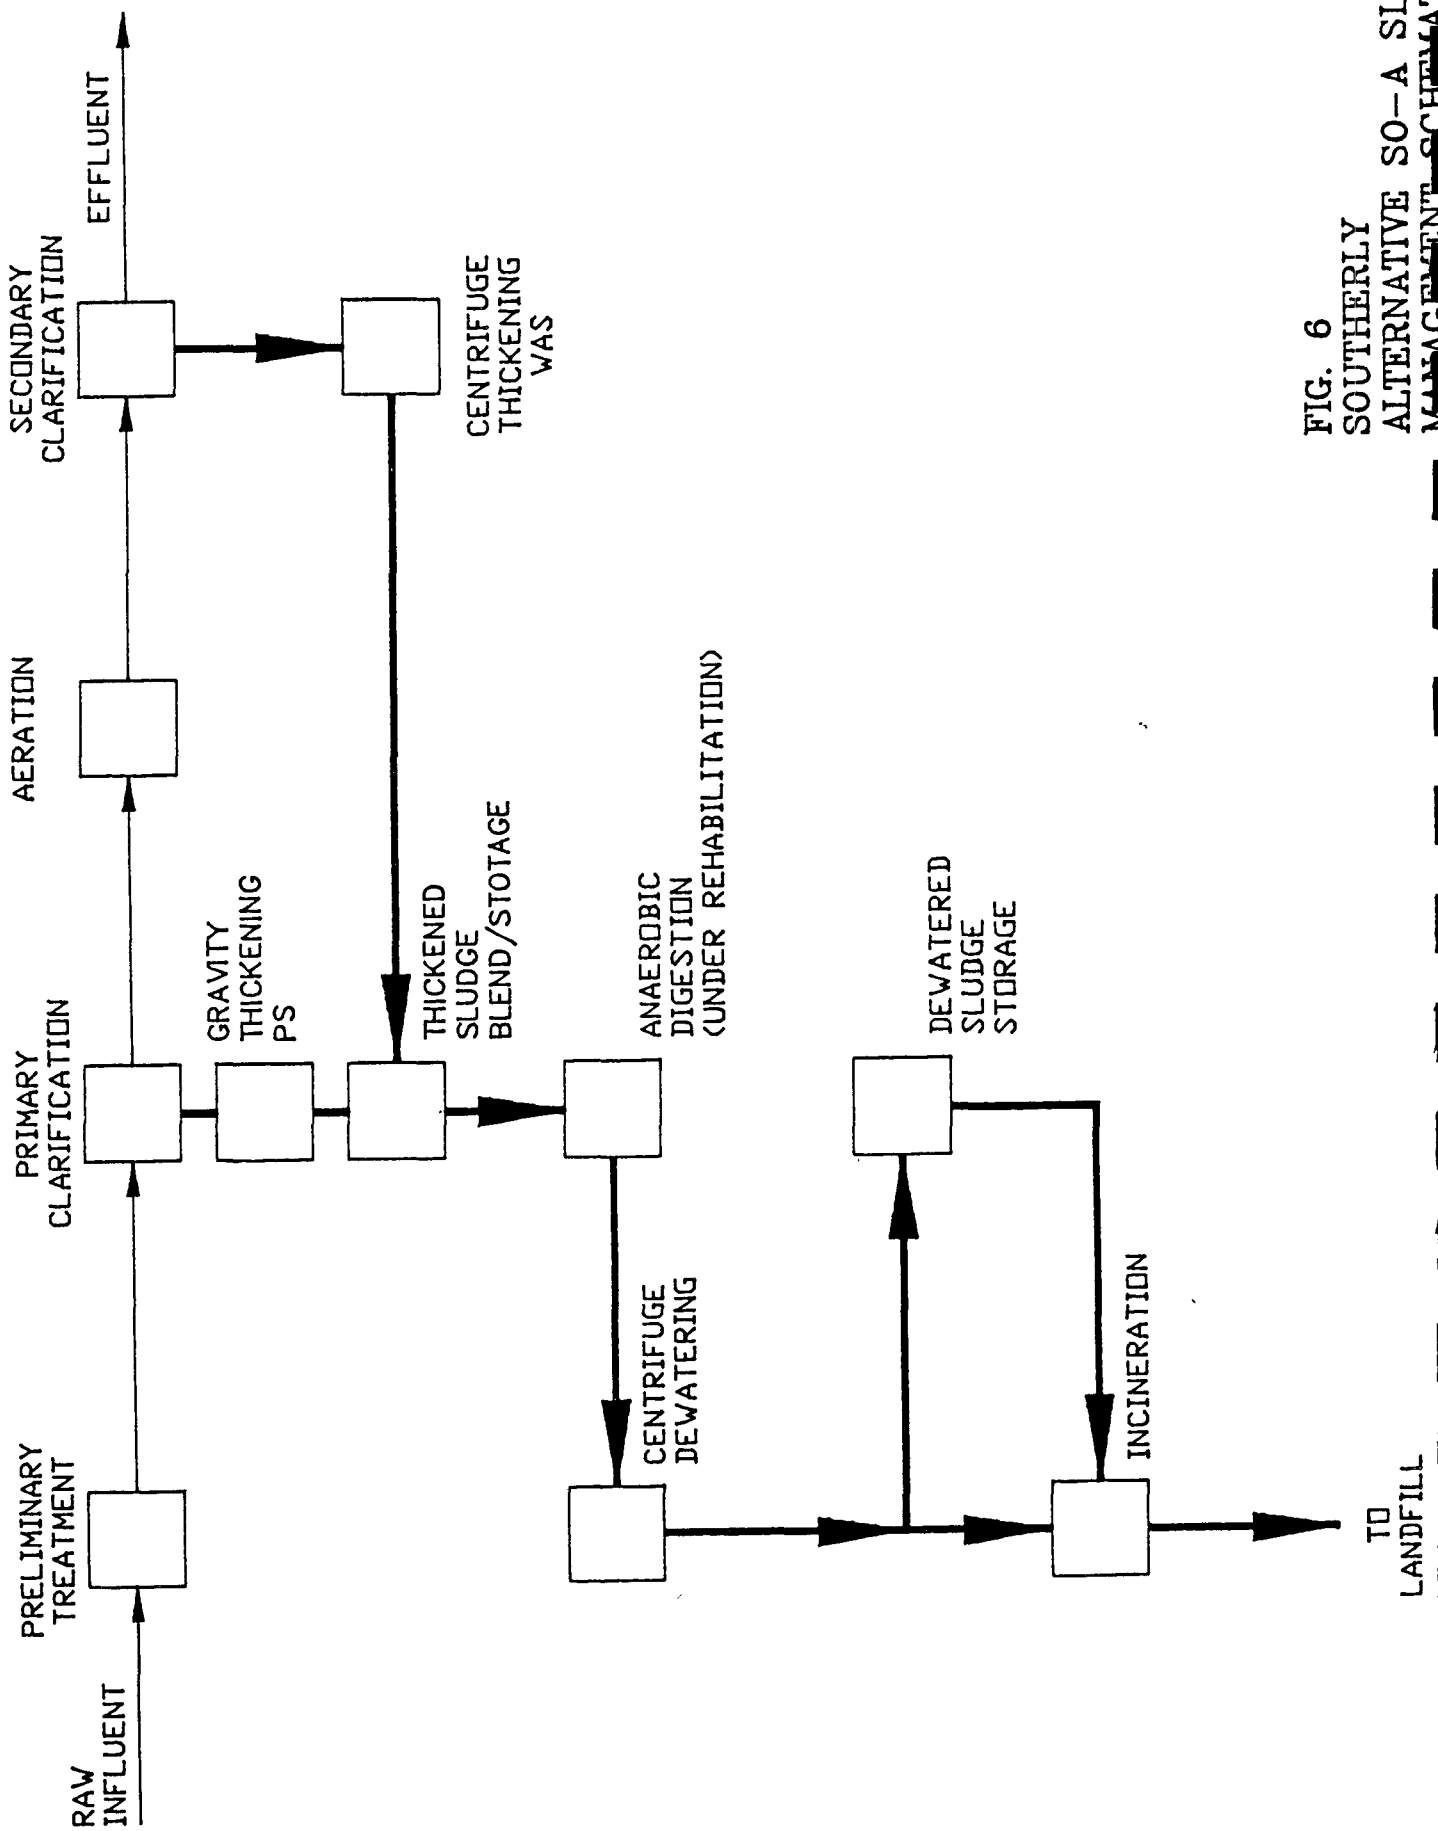 RAW
INFLUENT
PRELIMINARY
TREATMENT
PRIMARY
CLARIFICATION
AERATION
SECONDARY
CLARIFICATION
EFFLUENT
GRAVITY
THICKENING
PS
THICKENED
SLUDGE
BLEND/STOTAGE
CENTRIFUGE
THICKENING
WAS
ANAEROBIC
DIGESTION
(UNDER REHABILITATION)
CENTRIFUGE
DEWATERING
DEWATERED
SLUDGE
STORAGE
INCINERATION
TO
LANDFILL
FIG. 6
SOUTHERLY
ALTERNATIVE SO-A
MANAGEMENT